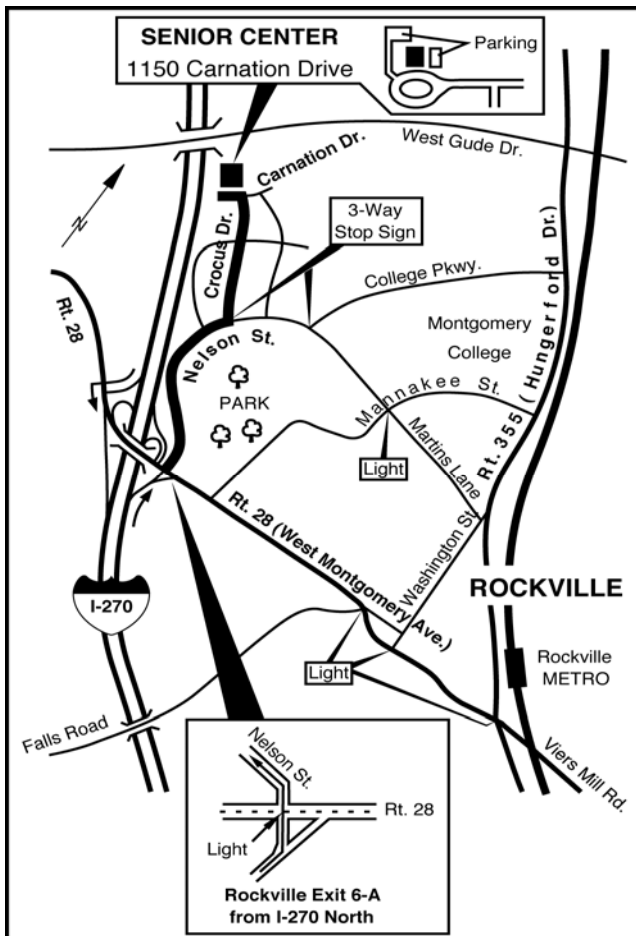 SENIOR CENTER
1150 Carnation Drive
Parking
West Gude Dr.
Carnation Dr.
N
3-Way
Stop Sign
Crocus Dr.
College Pkwy.
Rt. 28
Rt. 355 (Hungerford Dr.)
Montgomery
College
Nelson St.
PARK
Mannakee St.
Martins Lane
Light
Rt. 28 (West Montgomery Ave.)
Washington St.
ROCKVILLE
I-270
Light
Rockville
METRO
Falls Road
Viers Mill Rd.
Nelson St.
Rt. 28
Light
Rockville Exit 6-A
from I-270 North